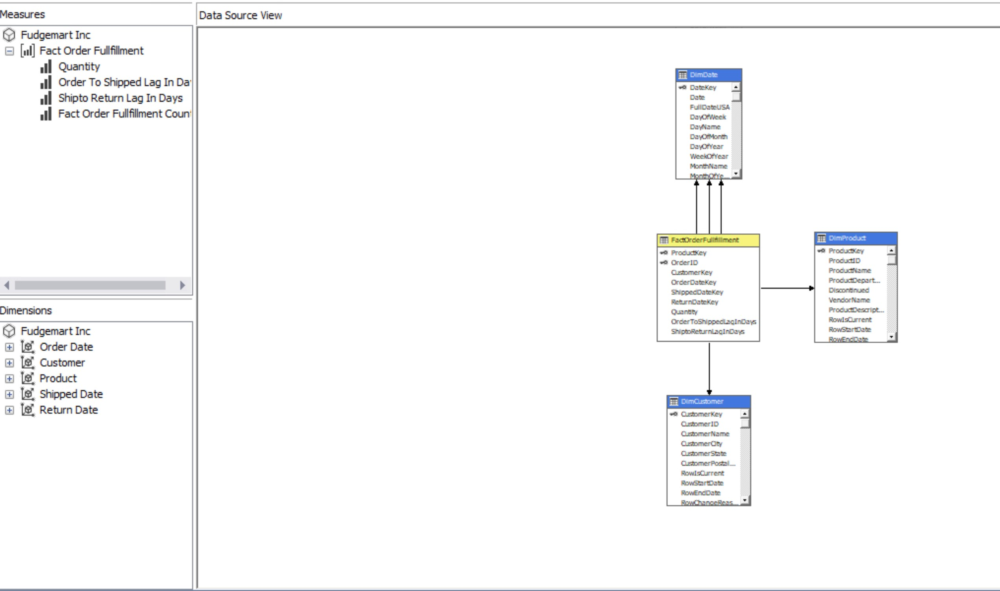 Measures
Fudgemart Inc
Fact Order Fullfillment
Quantity
Order To Shipped Lag In Da
Shipto Return Lag In Days
Fact Order Fullfillment Coun
Dimensions
Fudgemart Inc
Order Date
Customer
Product
Shipped Date
Return Date
Data Source View
DimDate
DateKey
Date
FullDateUSA
DayOfWeek
DayName
DayOfMonth
DayOfYear
WeekOfYear
MonthName
MonthOfYe...
FactOrderFullfillment
ProductKey
OrderID
CustomerKey
OrderDateKey
ShippedDateKey
ReturnDateKey
Quantity
OrderToShippedLagInDays
ShiptoReturnLagInDays
DimProduct
ProductKey
ProductID
ProductName
ProductDepart...
Discontinued
VendorName
ProductDescript...
RowIsCurrent
RowStartDate
RowEndDate
DimCustomer
CustomerKey
CustomerID
CustomerName
CustomerCity
CustomerState
CustomerPostal...
RowIsCurrent
RowStartDate
RowEndDate
RowChangeReas...